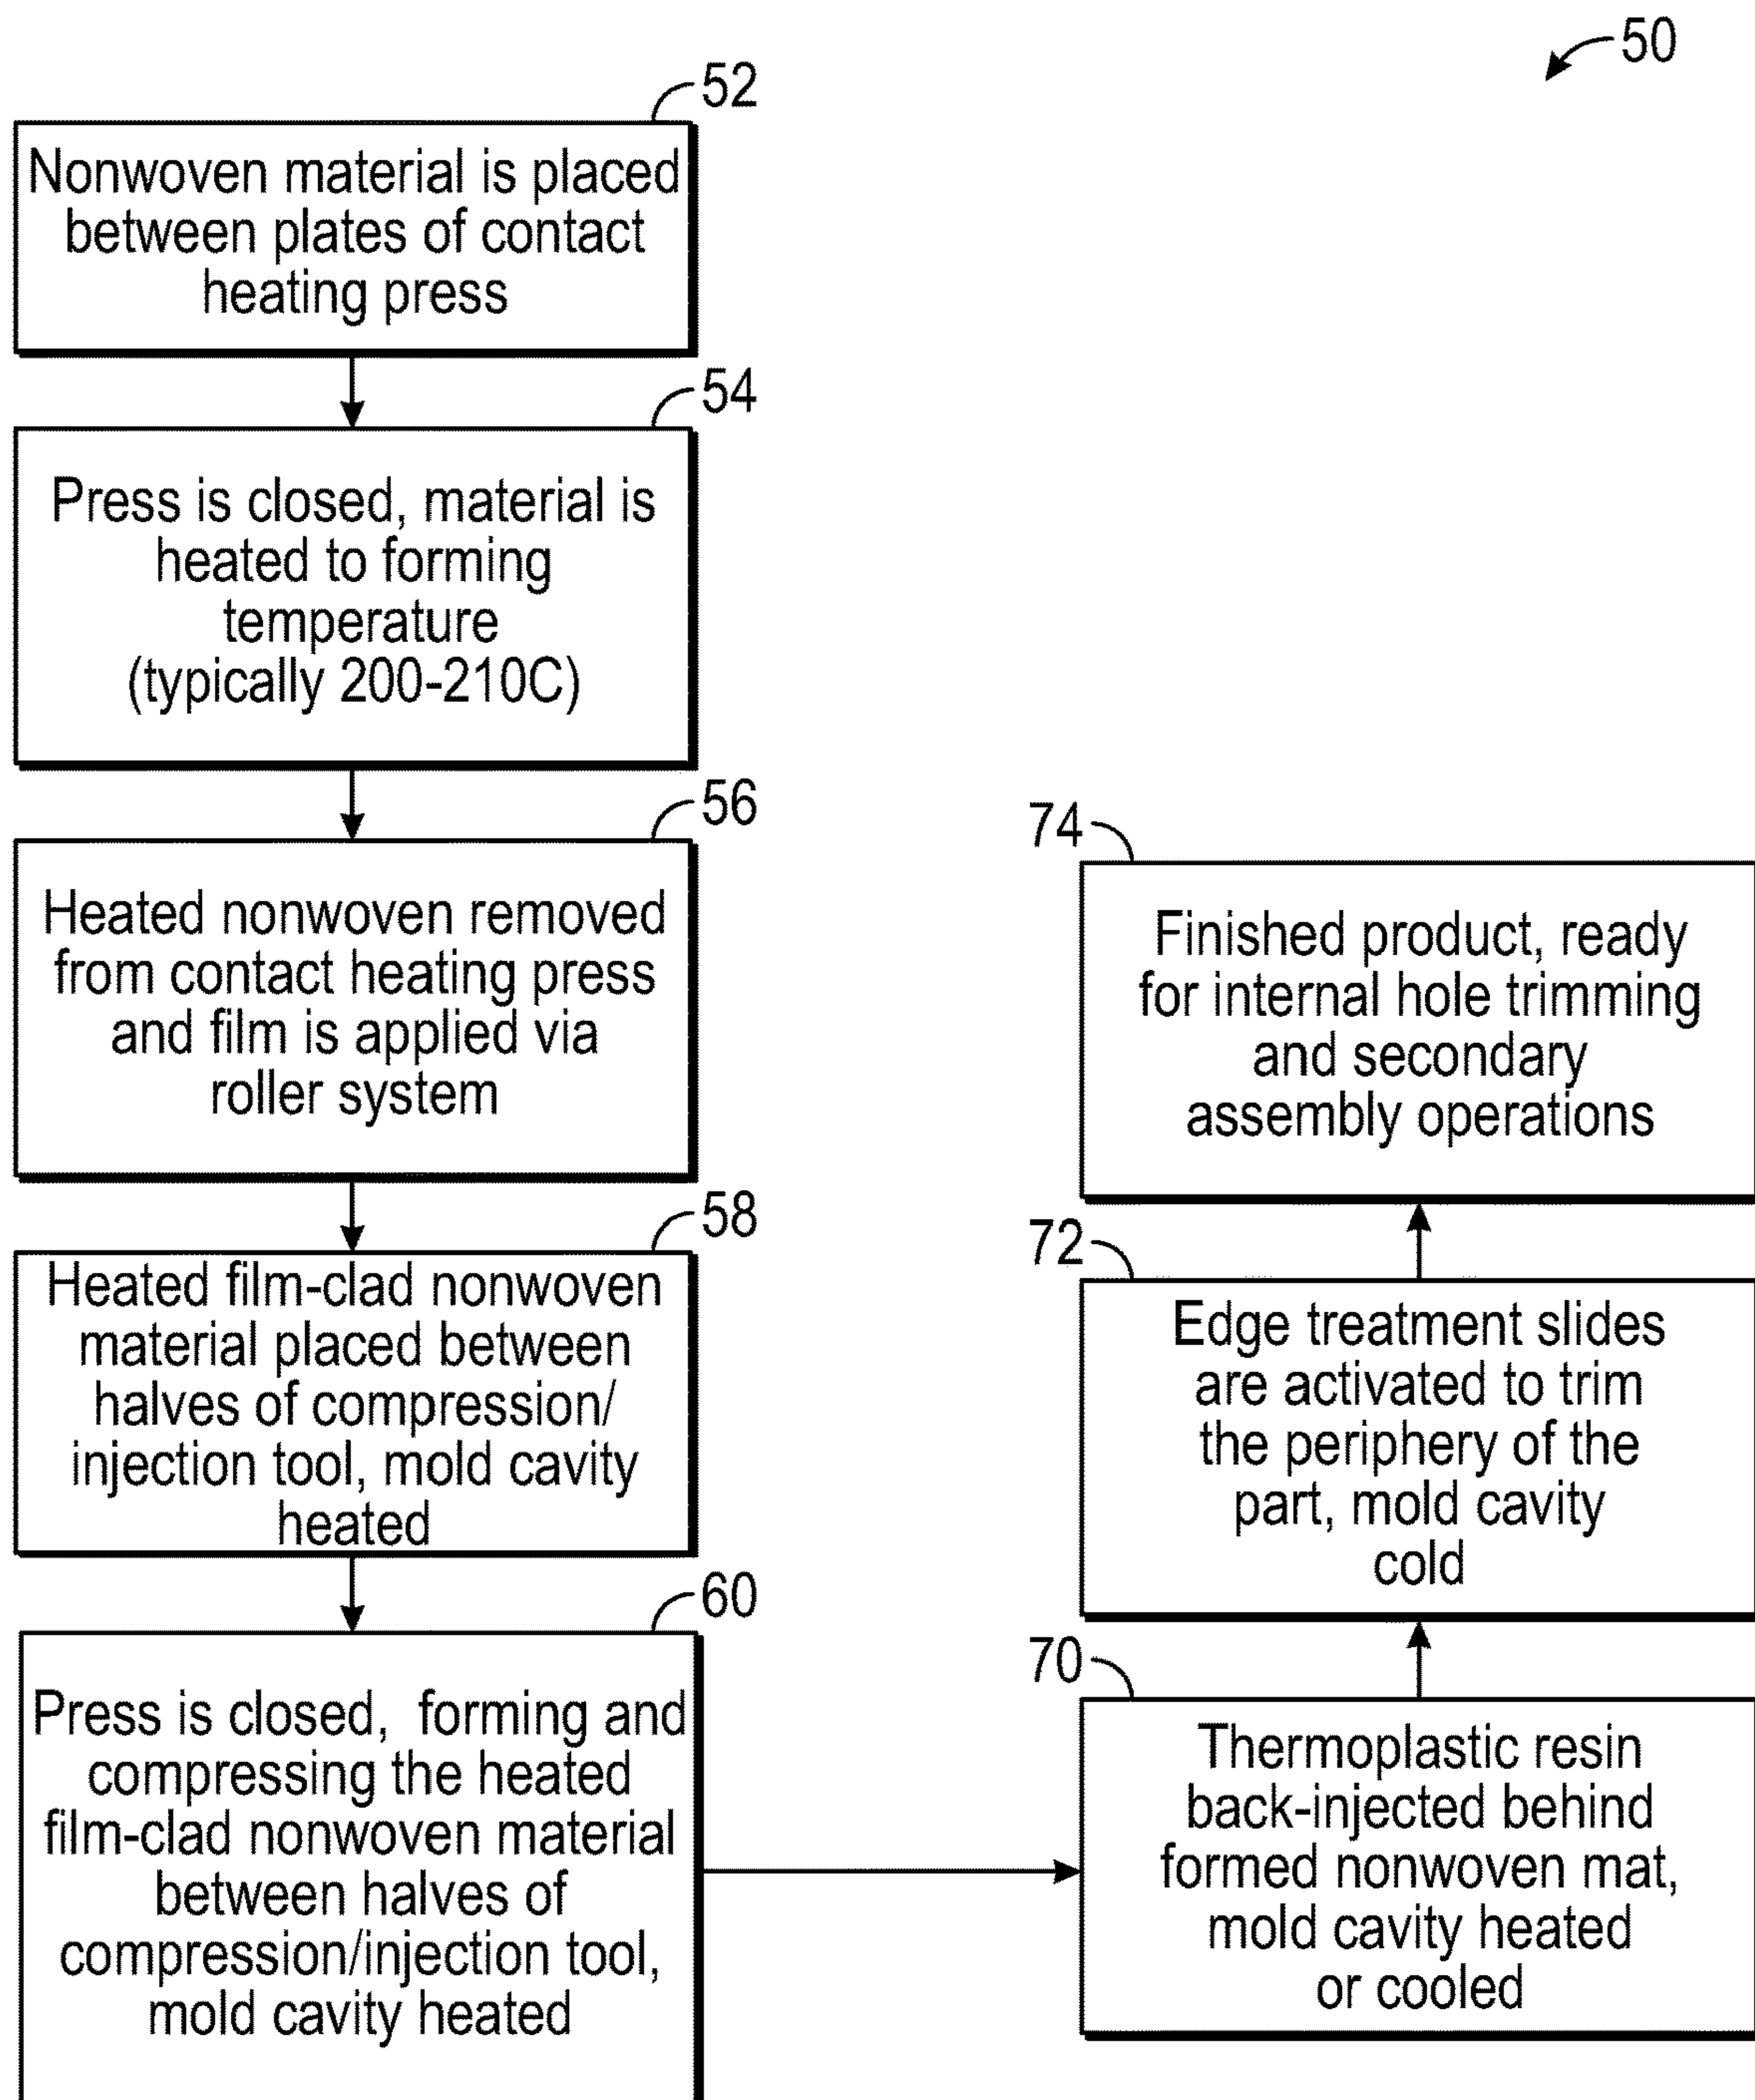 50
52
Nonwoven material is placed
between plates of contact
heating press
54
Press is closed, material is
heated to forming
temperature
(typically 200-210C)
56
Heated nonwoven removed
from contact heating press
and film is applied via
roller system
58
Heated film-clad nonwoven
material placed between
halves of compression/
injection tool, mold cavity
heated
60
Press is closed, forming and
compressing the heated
film-clad nonwoven material
between halves of
compression/injection tool,
mold cavity heated
70
Thermoplastic resin
back-injected behind
formed nonwoven mat,
mold cavity heated
or cooled
72
Edge treatment slides
are activated to trim
the periphery of the
part, mold cavity
cold
74
Finished product, ready
for internal hole trimming
and secondary
assembly operations